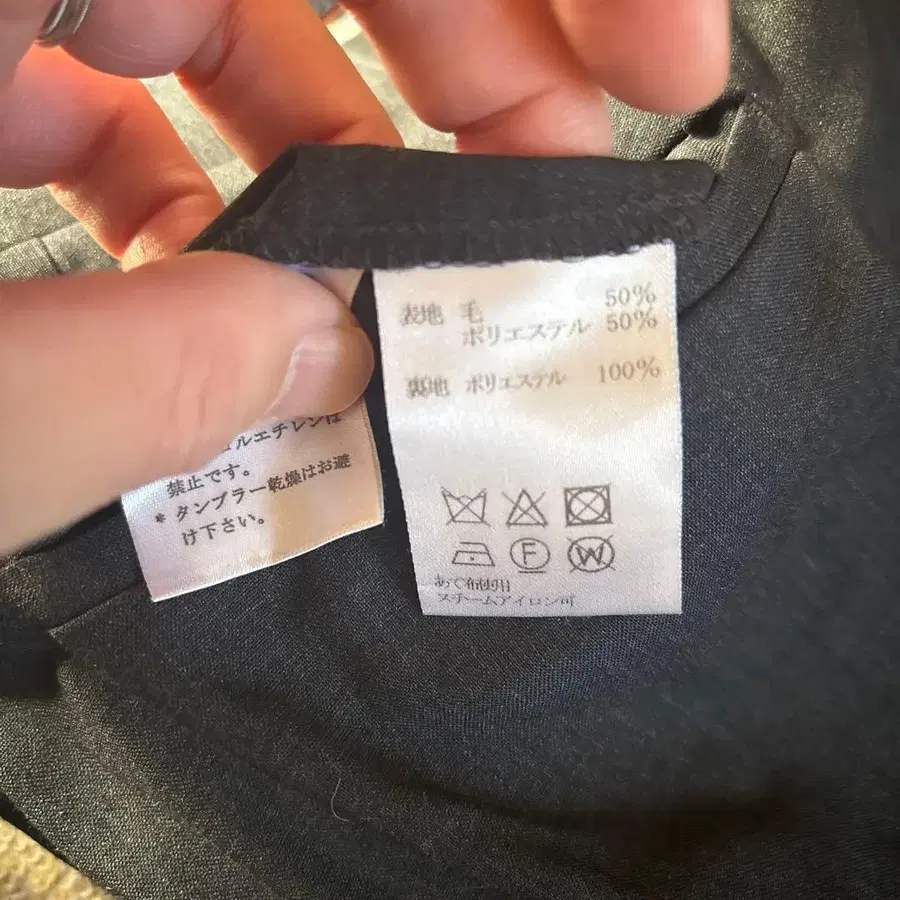 表地 毛 50%
ポリエステル 50%
裏地 ポリエステル 100%
F
W
あて布使用
スチームアイロン可
ルエチレンは
禁止です。
* タンブラー乾燥はお避
け下さい。